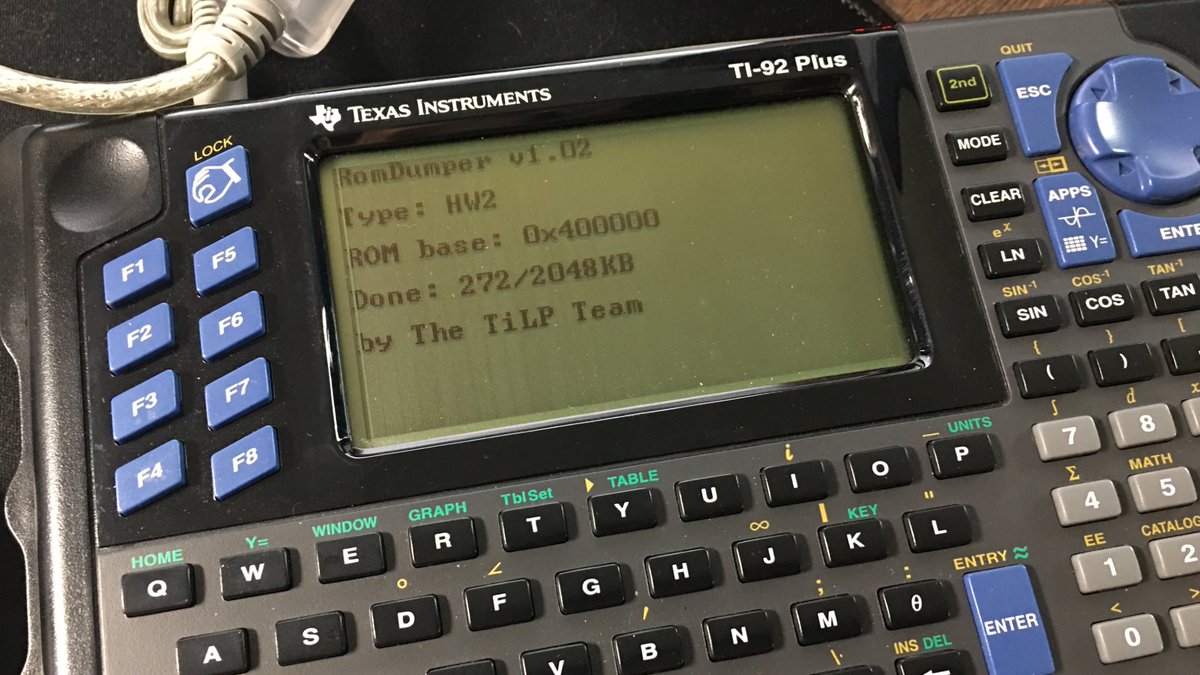 TEXAS INSTRUMENTS
TI-92 Plus
RomDumper v1.02
Type: HW2
ROM base: 0x400000
Done: 272/2048KB
by The TiLP Team
QUIT
2nd ESC
LOCK
MODE
CLEAR APPS
Y=
eˣ
LN ENTE
F1 F5
F2 F6
F3 F7
F4 F8
SIN⁻¹ COS⁻¹ TAN⁻¹
SIN COS TAN
{ } [
( )
∫ d
7 8
Σ MATH
4 5
EE CATALOG
1 2
< >
0
HOME Y= WINDOW GRAPH TblSet TABLE i UNITS
Q W E R T Y U I O P
∞ KEY "
A S D F G H J K L
' ; :
V B N M θ
ENTRY ≈
ENTER
INS DEL
←